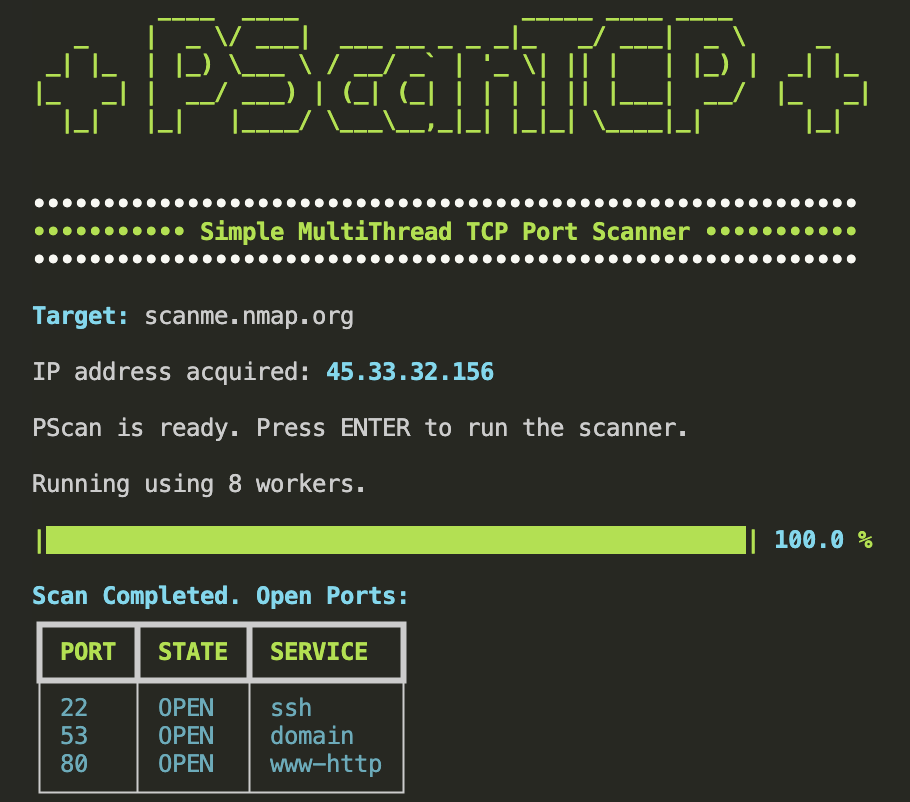 + PScanTCP +
Simple MultiThread TCP Port Scanner
Target: scanme.nmap.org
IP address acquired: 45.33.32.156
PScan is ready. Press ENTER to run the scanner.
Running using 8 workers.
100.0 %
Scan Completed. Open Ports:
PORT STATE SERVICE
22 OPEN ssh
53 OPEN domain
80 OPEN www-http